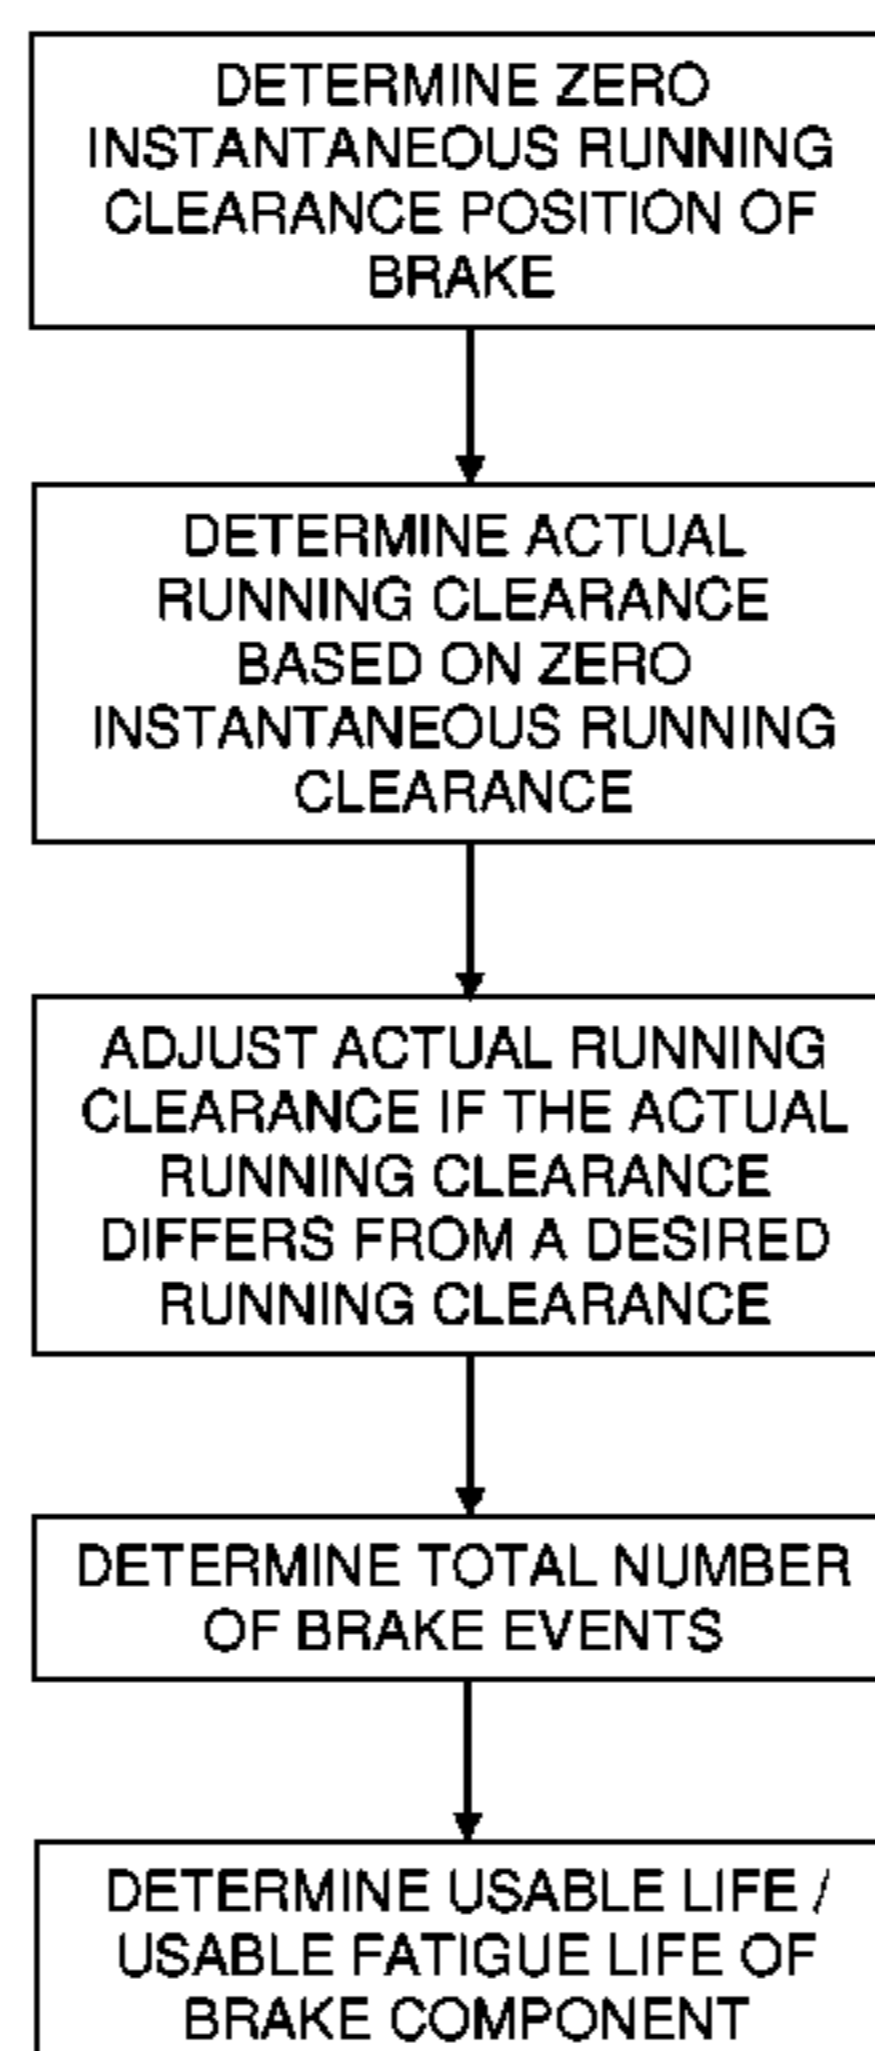 DETERMINE ZERO
INSTANTANEOUS RUNNING
CLEARANCE POSITION OF
BRAKE
DETERMINE ACTUAL
RUNNING CLEARANCE
BASED ON ZERO
INSTANTANEOUS RUNNING
CLEARANCE
ADJUST ACTUAL RUNNING
CLEARANCE IF THE ACTUAL
RUNNING CLEARANCE
DIFFERS FROM A DESIRED
RUNNING CLEARANCE
DETERMINE TOTAL NUMBER
OF BRAKE EVENTS
DETERMINE USABLE LIFE /
USABLE FATIGUE LIFE OF
BRAKE COMPONENT